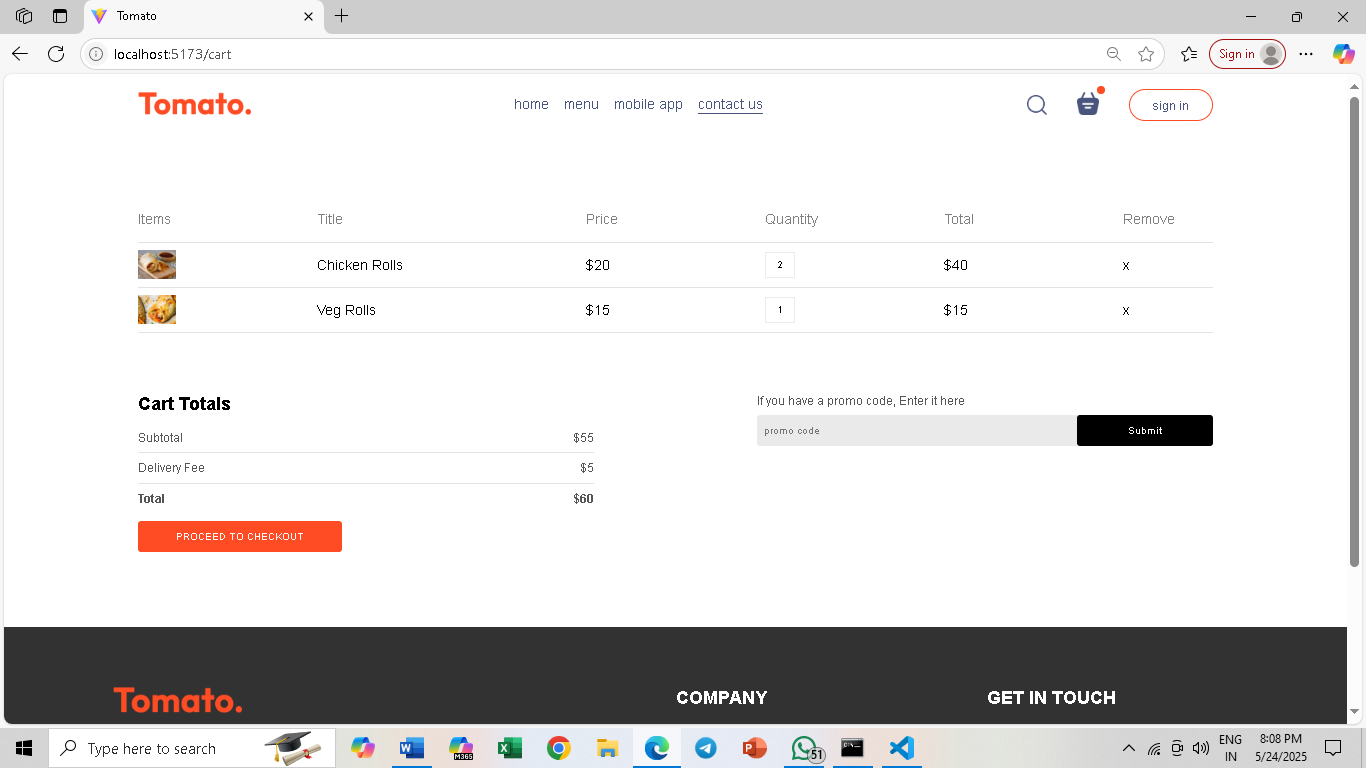 Tomato
localhost:5173/cart
Sign in
Tomato.
home menu mobile app contact us
sign in
Items Title Price Quantity Total Remove
Chicken Rolls $20 2 $40 x
Veg Rolls $15 1 $15 x
Cart Totals
Subtotal $55
Delivery Fee $5
Total $60
PROCEED TO CHECKOUT
If you have a promo code, Enter it here
promo code Submit
Tomato. COMPANY GET IN TOUCH
Type here to search
M365
51
ENG
IN
8:08 PM
5/24/2025